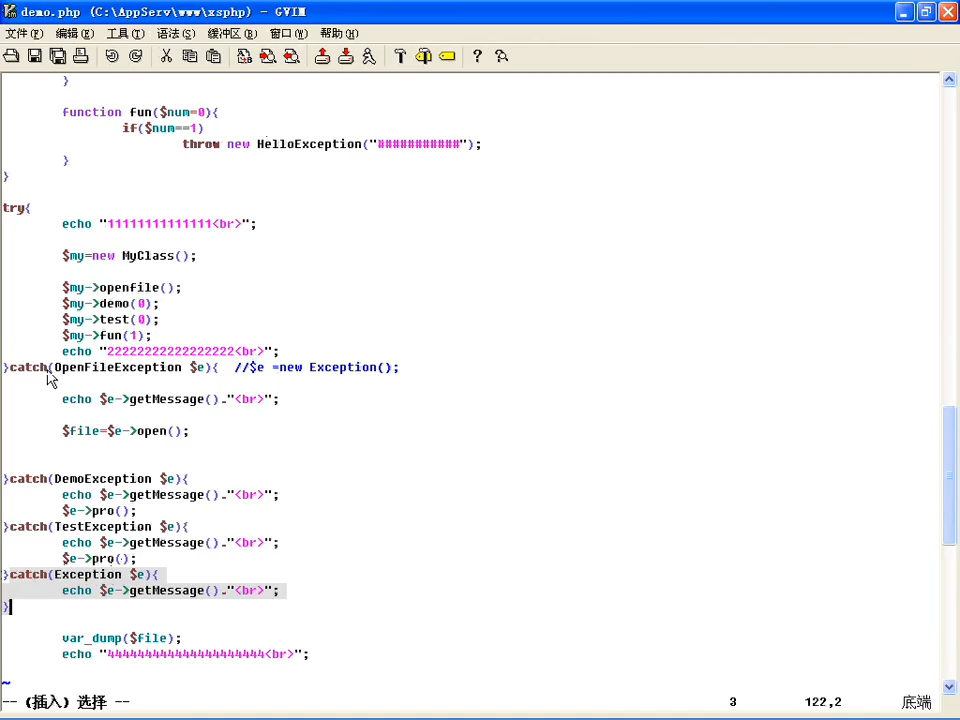 demo.php (C:\AppServ\www\xsphp) - GVIM
文件(F) 编辑(E) 工具(T) 语法(S) 缓冲区(B) 窗口(W) 帮助(H)
}
function fun($num=0){
if($num==1)
throw new HelloException("###########");
}
}
try{
echo "11111111111111<br>";
$my=new MyClass();
$my->openfile();
$my->demo(0);
$my->test(0);
$my->fun(1);
echo "22222222222222222<br>";
}catch(OpenFileException $e){  //$e =new Exception();
echo $e->getMessage()."<br>";
$file=$e->open();
}catch(DemoException $e){
echo $e->getMessage()."<br>";
$e->pro();
}catch(TestException $e){
echo $e->getMessage()."<br>";
$e->pro();
}catch(Exception $e){
echo $e->getMessage()."<br>";
}
var_dump($file);
echo "444444444444444444444<br>";
~
-- (插入) 选择 -- 3 122,2 底端